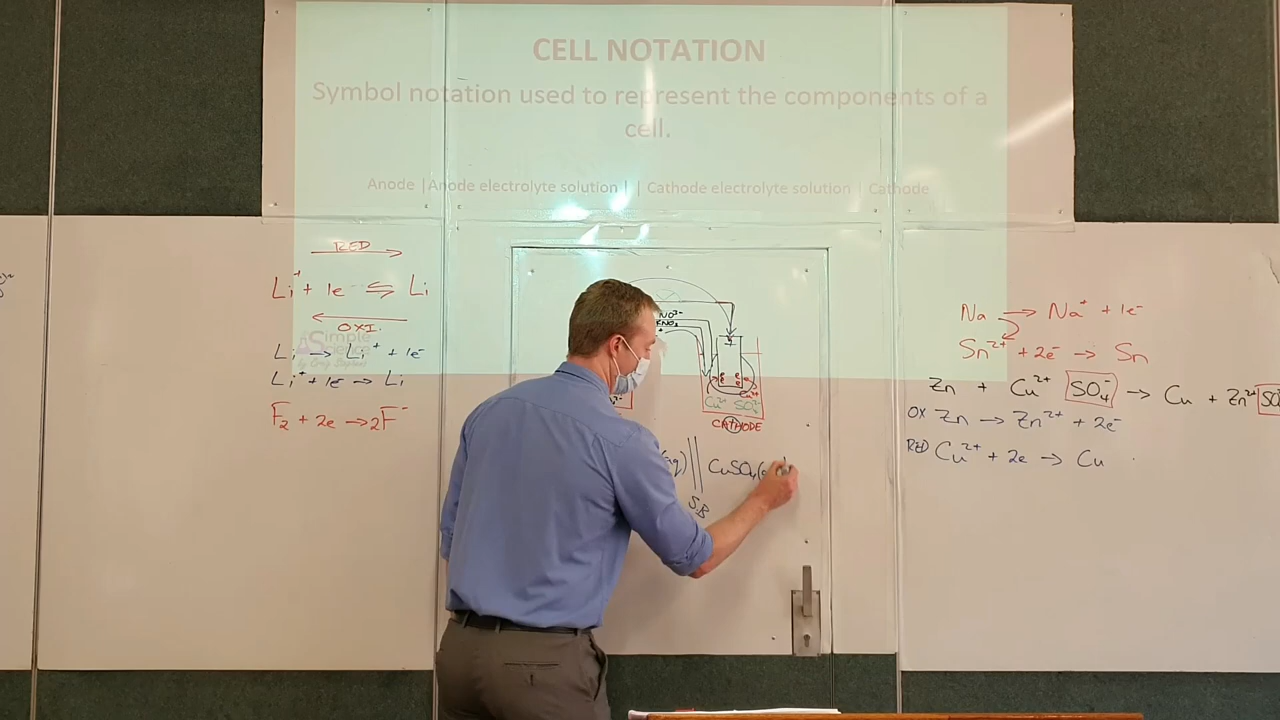 CELL NOTATION
Symbol notation used to represent the components of a
cell.
Anode |Anode electrolyte solution | | Cathode electrolyte solution | Cathode
RED
Li⁺ + 1e⁻ ⇋ Li
OXI.
Simple
Li → Li⁺ + 1e⁻
Li⁺ + 1e⁻ → Li
F₂ + 2e → 2F⁻
KNO₃
Cu²⁺ SO₄²⁻
CATHODE
CuSO₄(
S.B
Na → Na⁺ + 1e⁻
Sn²⁺ + 2e⁻ → Sn
Zn + Cu²⁺ SO₄²⁻ → Cu + Zn²⁺
OX Zn → Zn²⁺ + 2e⁻
RED Cu²⁺ + 2e → Cu